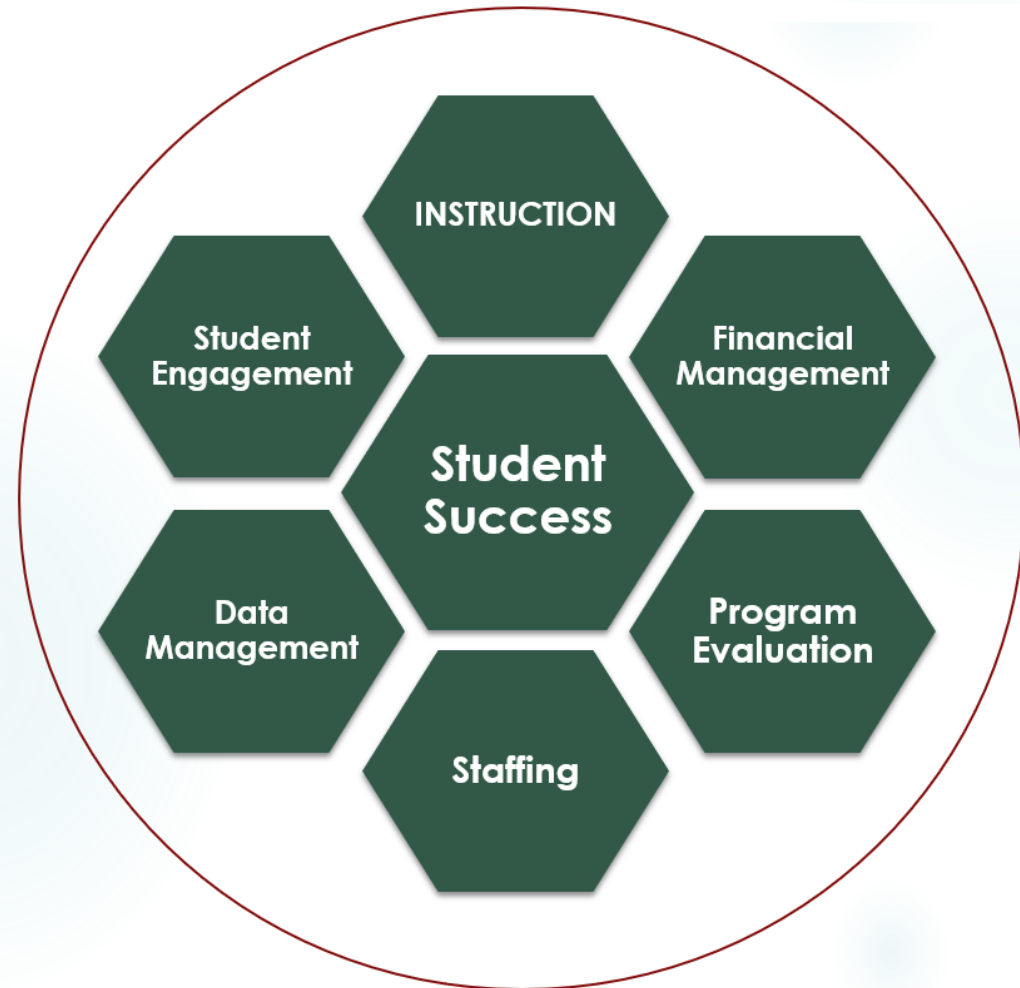 INSTRUCTION
Student
Engagement
Financial
Management
Student
Success
Data
Management
Program
Evaluation
Staffing